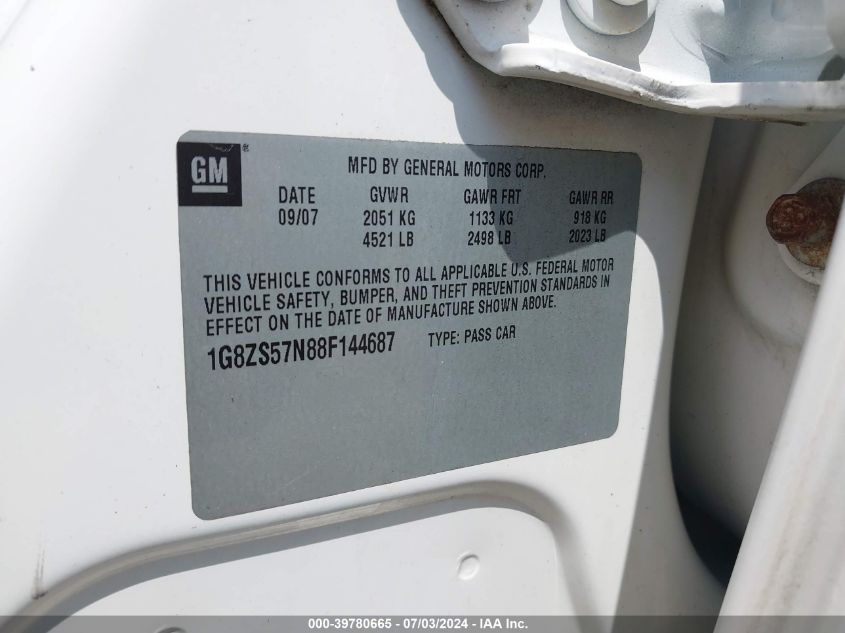 GM ®
MFD BY GENERAL MOTORS CORP.
DATE GVWR GAWR FRT GAWR RR
09/07 2051 KG 1133 KG 918 KG
4521 LB 2498 LB 2023 LB
THIS VEHICLE CONFORMS TO ALL APPLICABLE U.S. FEDERAL MOTOR
VEHICLE SAFETY, BUMPER, AND THEFT PREVENTION STANDARDS IN
EFFECT ON THE DATE OF MANUFACTURE SHOWN ABOVE.
1G8ZS57N88F144687 TYPE: PASS CAR
000-39780665 - 07/03/2024 - IAA Inc.